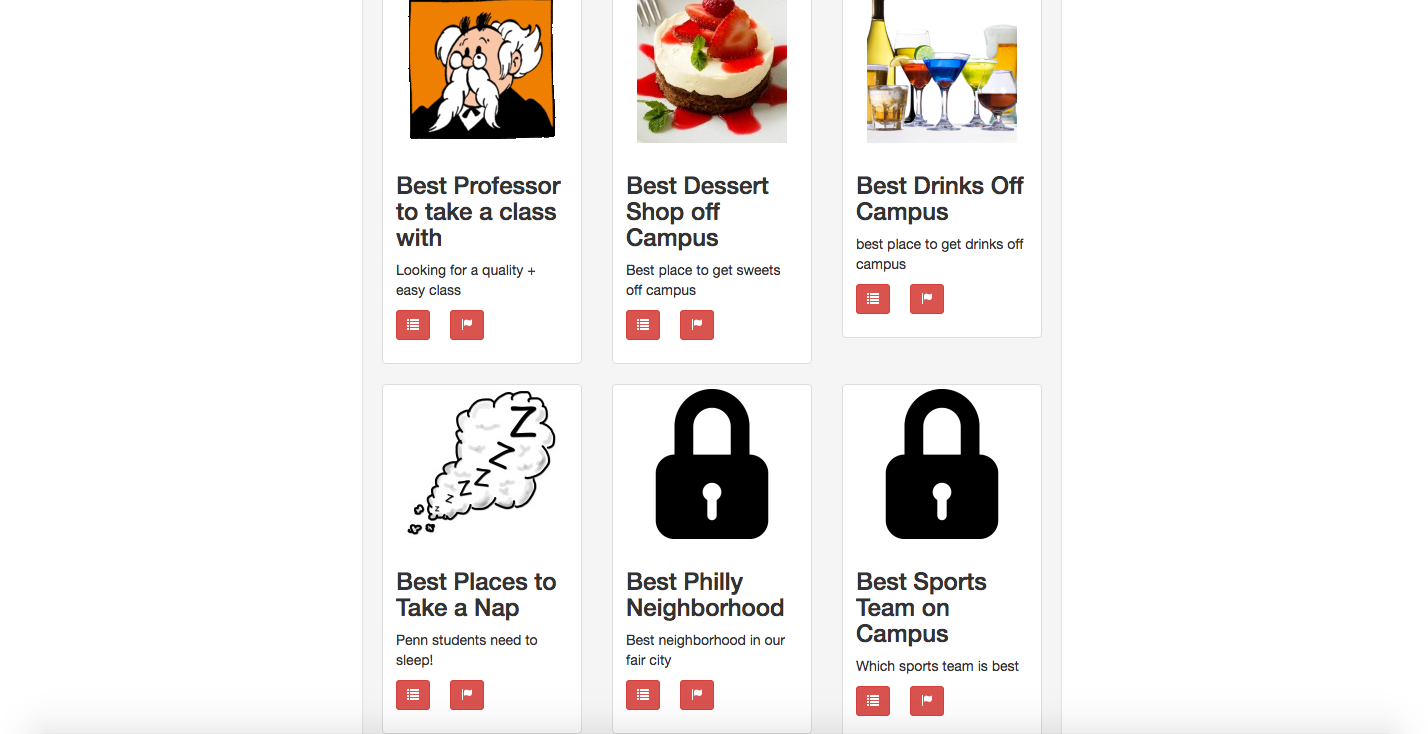 Best Professor
to take a class
with
Looking for a quality +
easy class
Best Dessert
Shop off
Campus
Best place to get sweets
off campus
Best Drinks Off
Campus
best place to get drinks off
campus
Z
Z
Z
Z
Z
Z
z
Best Places to
Take a Nap
Penn students need to
sleep!
Best Philly
Neighborhood
Best neighborhood in our
fair city
Best Sports
Team on
Campus
Which sports team is best